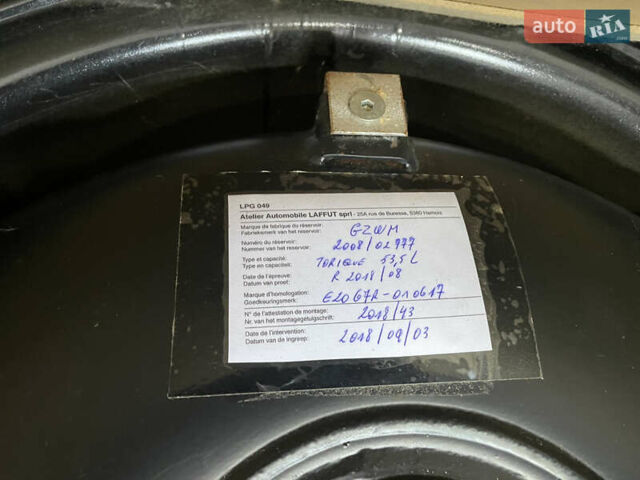 auto RIA .com
LPG 049
Atelier Automobile LAFFUT sprl - 25A rue de Buresse, 5360 Hamois
Marque de fabrique du réservoir:
Fabrieksmerk van het reservoir: GZWM
Numéro du réservoir:
Nummer van het reservoir: 2008/02777
Type et capacité:
Type en capaciteit: TORIQUE 53,5 L
Date de l'épreuve:
Datum van proef: R 2018/08
Marque d'homologation:
Goedkeuringsmerk: E20 67R-010617
N° de l'attestation de montage:
Nr. van het montagegetuigschrift: 2018/43
Date de l'intervention:
Datum van de ingreep: 2018/09/03